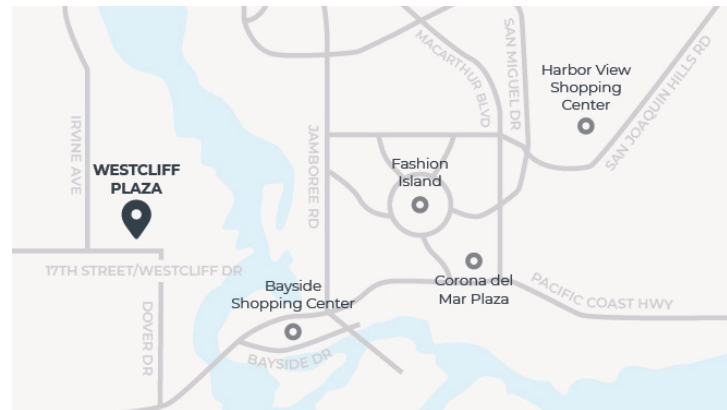 MACARTHUR BLVD
SAN MIGUEL DR
Harbor View
Shopping
Center
SAN JOAQUIN HILLS RD
IRVINE AVE
JAMBOREE RD
WESTCLIFF
PLAZA
Fashion
Island
17TH STREET/WESTCLIFF DR
Bayside
Shopping Center
Corona del
Mar Plaza
PACIFIC COAST HWY
DOVER DR
BAYSIDE DR